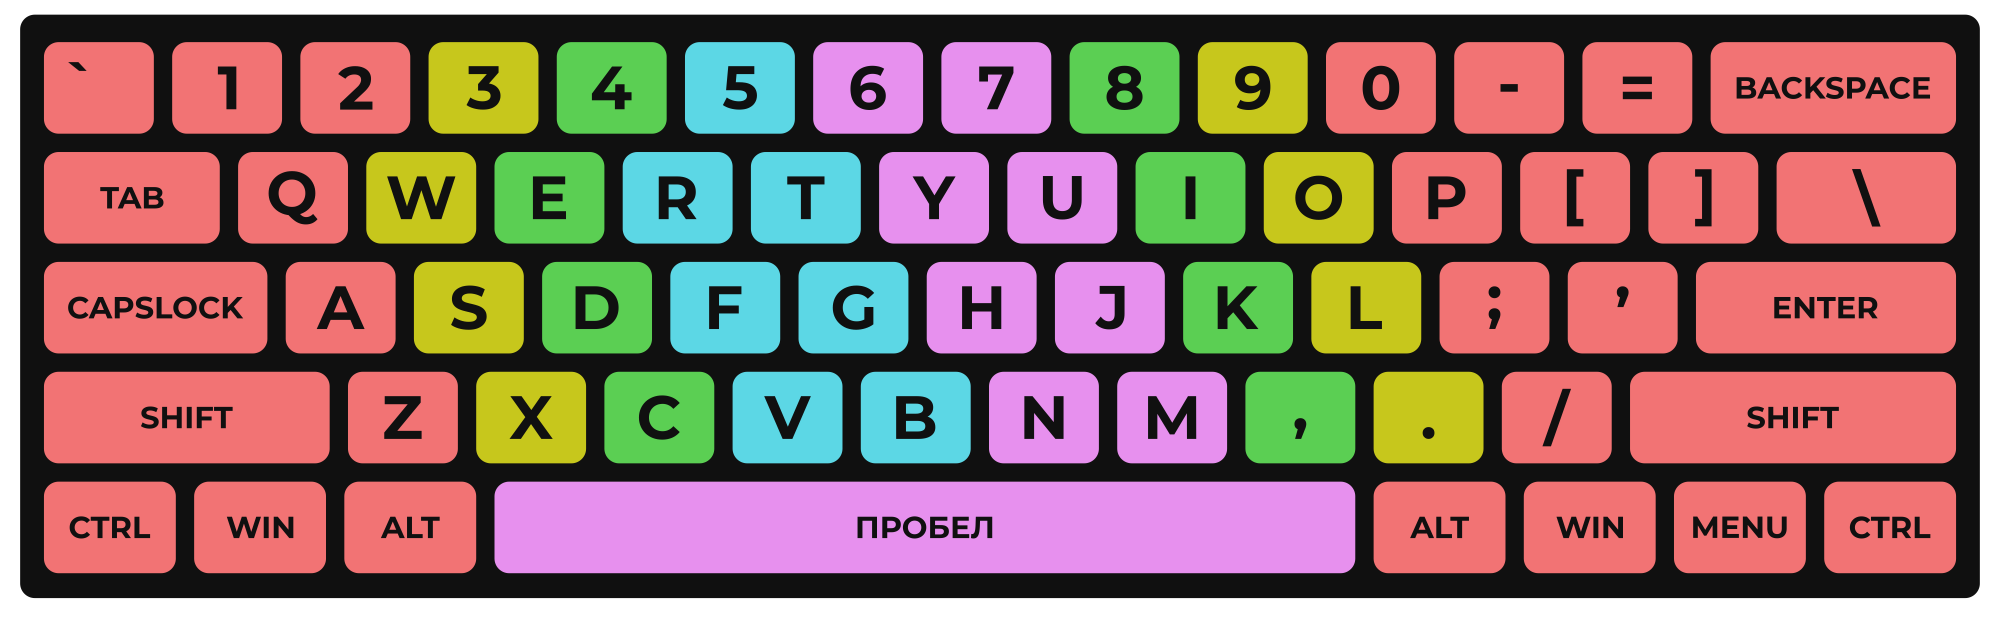 ` 1 2 3 4 5 6 7 8 9 0 - = BACKSPACE
TAB Q W E R T Y U I O P [ ] \
CAPSLOCK A S D F G H J K L ; ’ ENTER
SHIFT Z X C V B N M , . / SHIFT
CTRL WIN ALT ПРОБЕЛ ALT WIN MENU CTRL